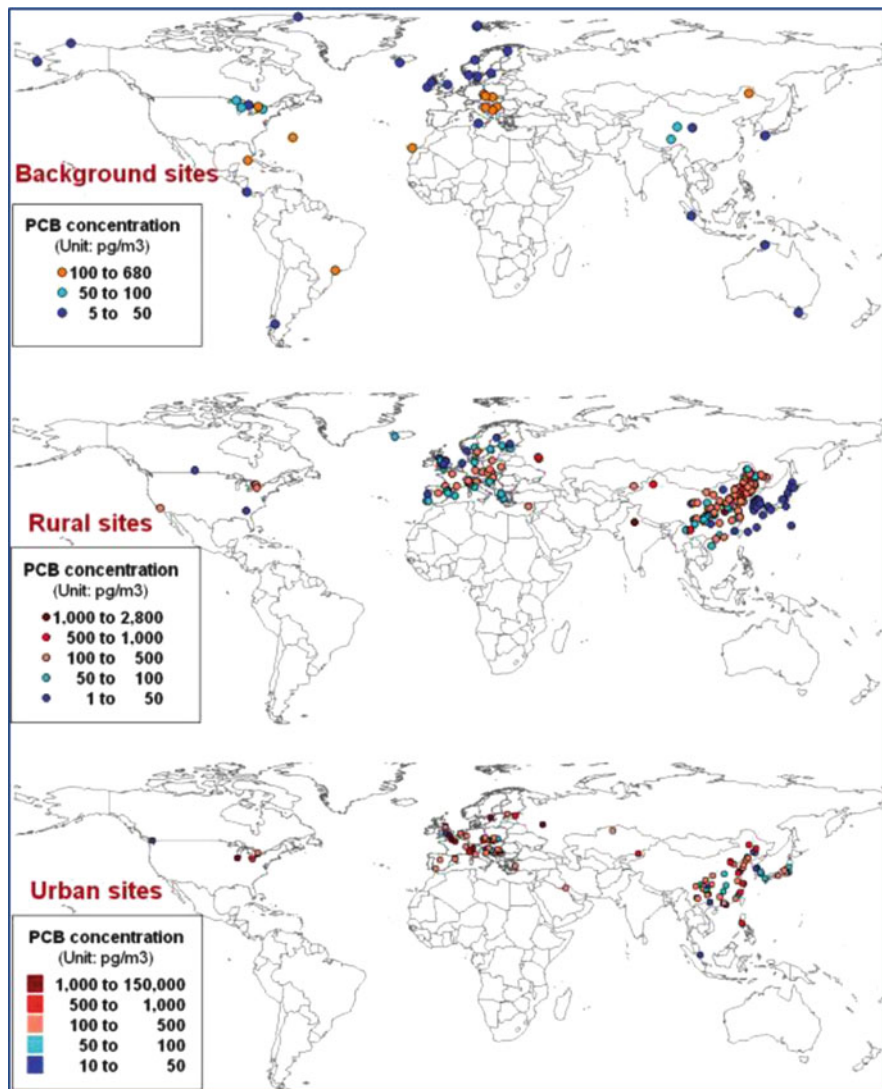 Background sites
PCB concentration
(Unit: pg/m3)
100 to 680
50 to 100
5 to 50
Rural sites
PCB concentration
(Unit: pg/m3)
1,000 to 2,800
500 to 1,000
100 to 500
50 to 100
1 to 50
Urban sites
PCB concentration
(Unit: pg/m3)
1,000 to 150,000
500 to 1,000
100 to 500
50 to 100
10 to 50